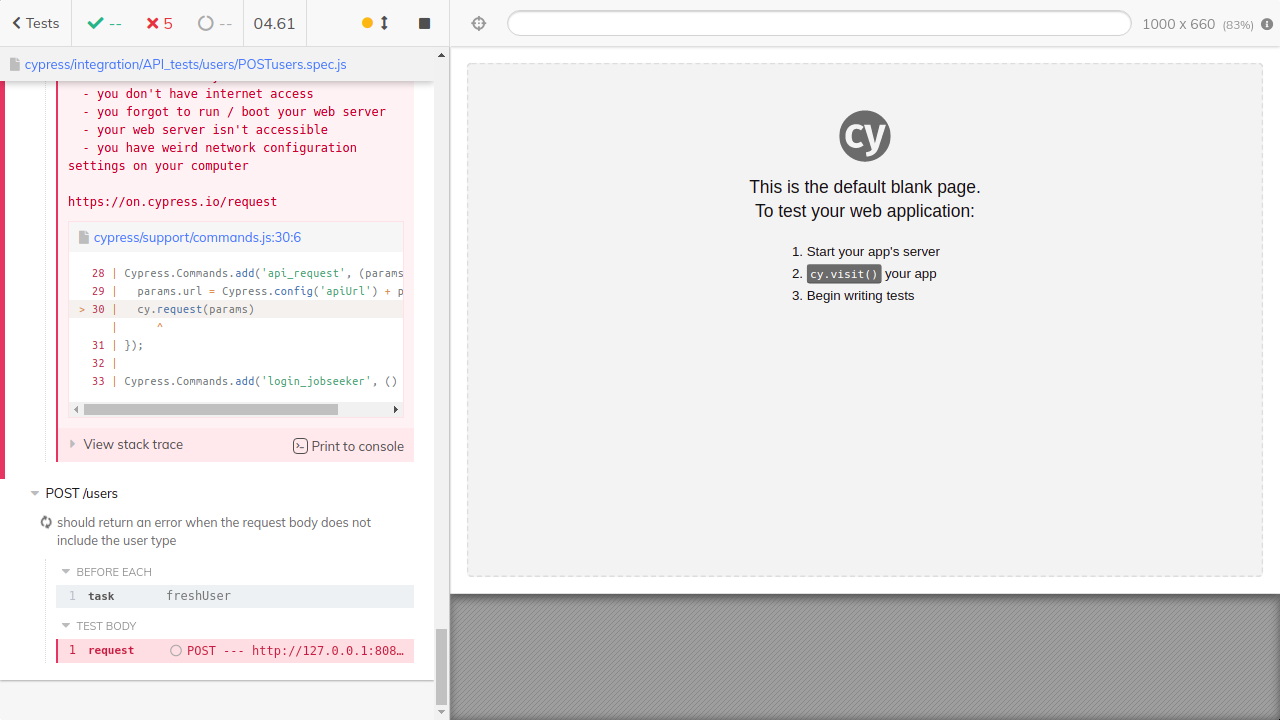 Tests
--
5
--
04.61
1000 x 660 (83%)
cypress/integration/API_tests/users/POSTusers.spec.js
- you don't have internet access
- you forgot to run / boot your web server
- your web server isn't accessible
- you have weird network configuration
settings on your computer
https://on.cypress.io/request
cypress/support/commands.js:30:6
28 | Cypress.Commands.add('api_request', (params
29 |   params.url = Cypress.config('apiUrl') + p
> 30 |   cy.request(params)
|      ^
31 | });
32 |
33 | Cypress.Commands.add('login_jobseeker', ()
View stack trace
Print to console
POST /users
should return an error when the request body does not
include the user type
BEFORE EACH
1 task freshUser
TEST BODY
1 request POST --- http://127.0.0.1:808…
cy
This is the default blank page.
To test your web application:
1. Start your app's server
2. cy.visit() your app
3. Begin writing tests